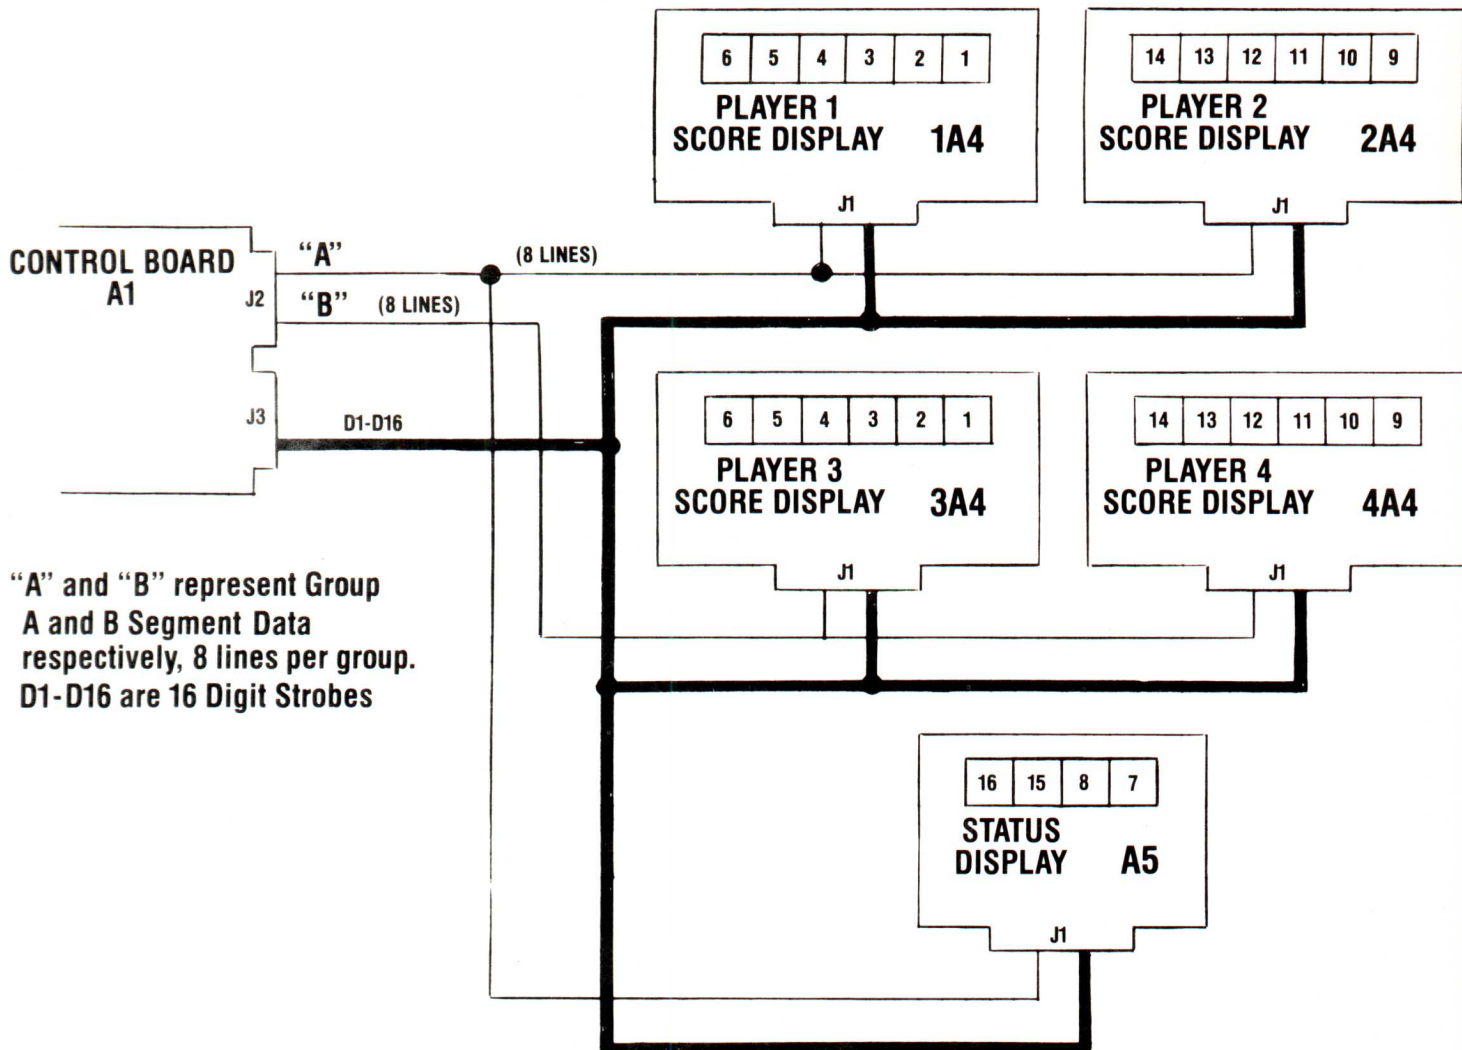 6 5 4 3 2 1
PLAYER 1
SCORE DISPLAY 1A4
J1
14 13 12 11 10 9
PLAYER 2
SCORE DISPLAY 2A4
J1
CONTROL BOARD
A1
J2
"A" (8 LINES)
"B" (8 LINES)
J3
D1-D16
6 5 4 3 2 1
PLAYER 3
SCORE DISPLAY 3A4
J1
14 13 12 11 10 9
PLAYER 4
SCORE DISPLAY 4A4
J1
"A" and "B" represent Group
A and B Segment Data
respectively, 8 lines per group.
D1-D16 are 16 Digit Strobes
16 15 8 7
STATUS
DISPLAY A5
J1